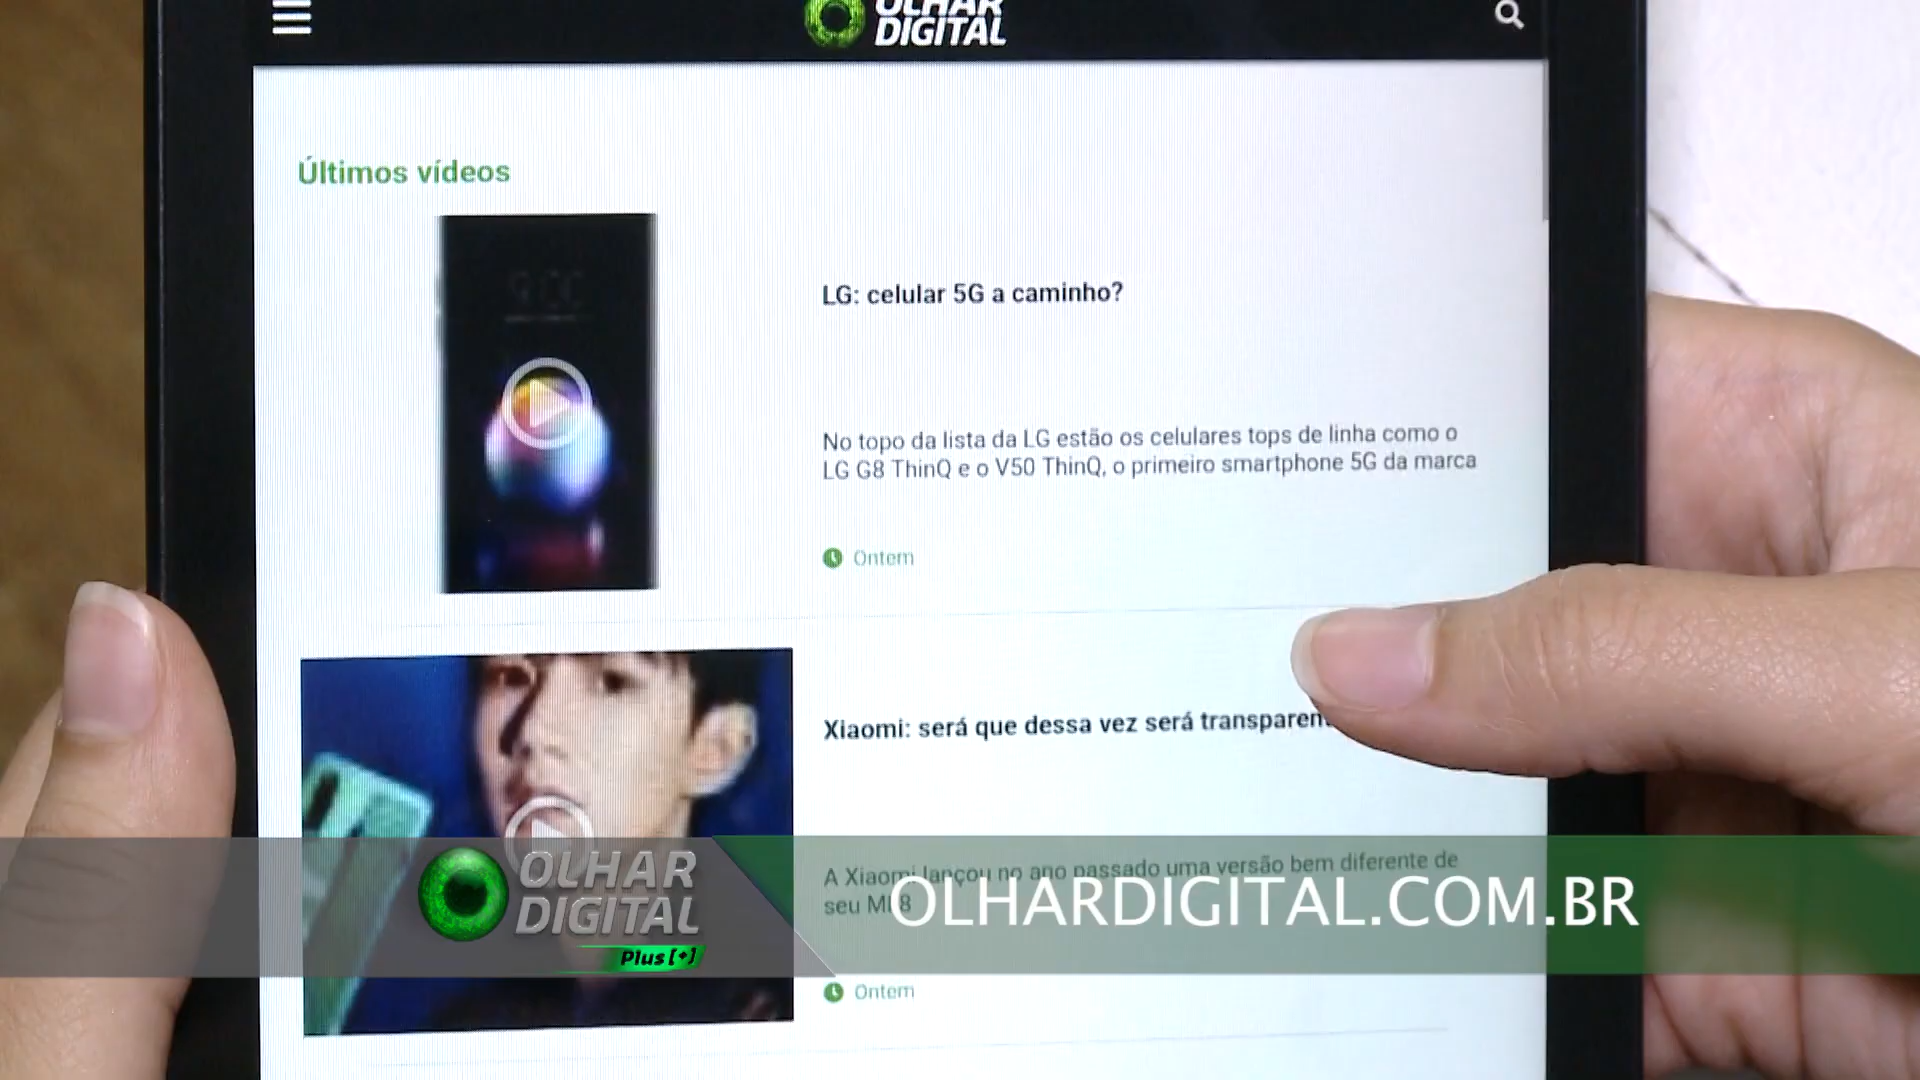 OLHAR
DIGITAL
Últimos vídeos
LG: celular 5G a caminho?
No topo da lista da LG estão os celulares tops de linha como o
LG G8 ThinQ e o V50 ThinQ, o primeiro smartphone 5G da marca
Ontem
Xiaomi: será que dessa vez será transparen
A Xiaomi lançou no ano passado uma versão bem diferente de
seu MI 8
OLHAR
DIGITAL
Plus [+]
OLHARDIGITAL.COM.BR
Ontem